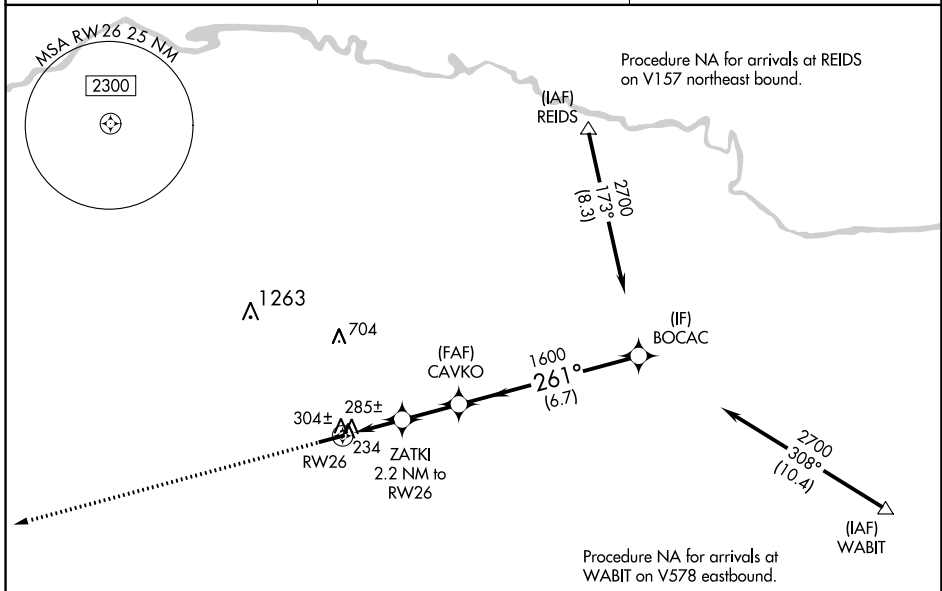 MSA RW26 25 NM
2300
Procedure NA for arrivals at REIDS
on V157 northeast bound.
(IAF)
REIDS
2700
173°
(8.3)
1263
704
(IF)
BOCAC
(FAF)
CAVKO
1600
261°
(6.7)
304±
285±
234
RW26
ZATKI
2.2 NM to
RW26
2700
308°
(10.4)
(IAF)
WABIT
Procedure NA for arrivals at
WABIT on V578 eastbound.